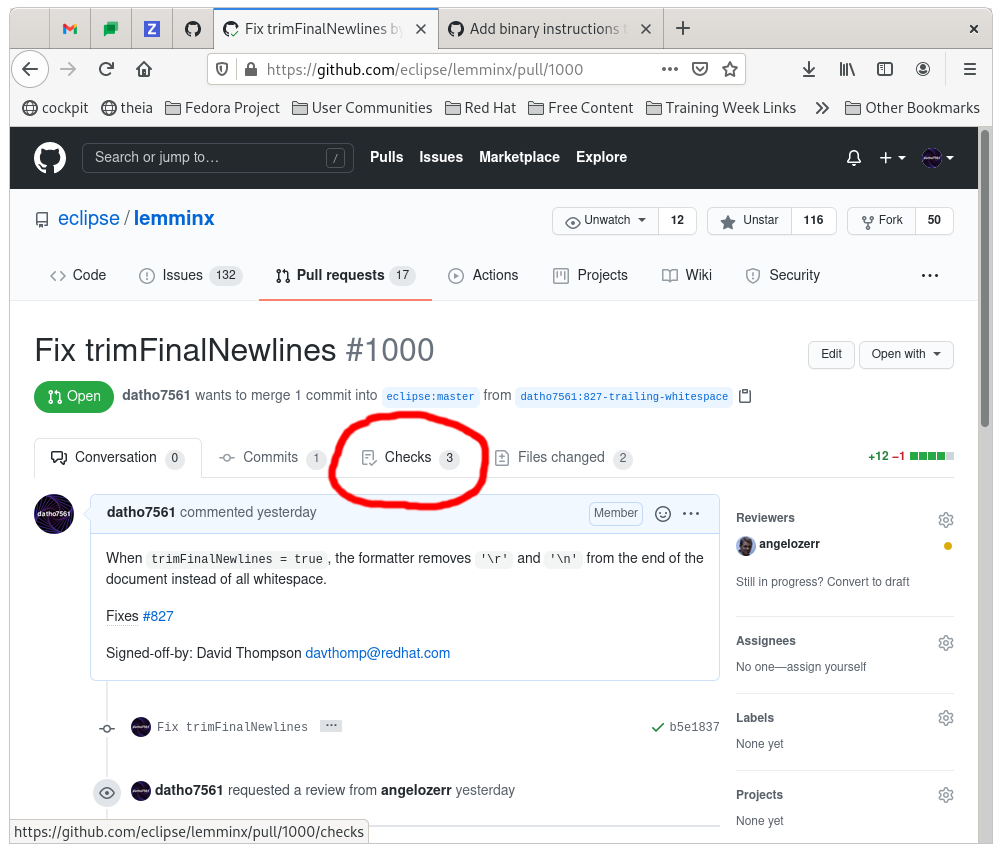 Fix trimFinalNewlines by
Add binary instructions t
https://github.com/eclipse/lemminx/pull/1000
cockpit theia Fedora Project User Communities Red Hat Free Content Training Week Links Other Bookmarks
Search or jump to… / Pulls Issues Marketplace Explore
eclipse / lemminx Unwatch 12 Unstar 116 Fork 50
Code Issues 132 Pull requests 17 Actions Projects Wiki Security
Fix trimFinalNewlines #1000 Edit Open with
Open datho7561 wants to merge 1 commit into eclipse:master from datho7561:827-trailing-whitespace
Conversation 0 Commits 1 Checks 3 Files changed 2 +12 −1
datho7561 commented yesterday Member
When trimFinalNewlines = true, the formatter removes '\r' and '\n' from the end of the
document instead of all whitespace.
Fixes #827
Signed-off-by: David Thompson davthomp@redhat.com
Fix trimFinalNewlines b5e1837
datho7561 requested a review from angelozerr yesterday
Reviewers
angelozerr
Still in progress? Convert to draft
Assignees
No one—assign yourself
Labels
None yet
Projects
None yet
https://github.com/eclipse/lemminx/pull/1000/checks